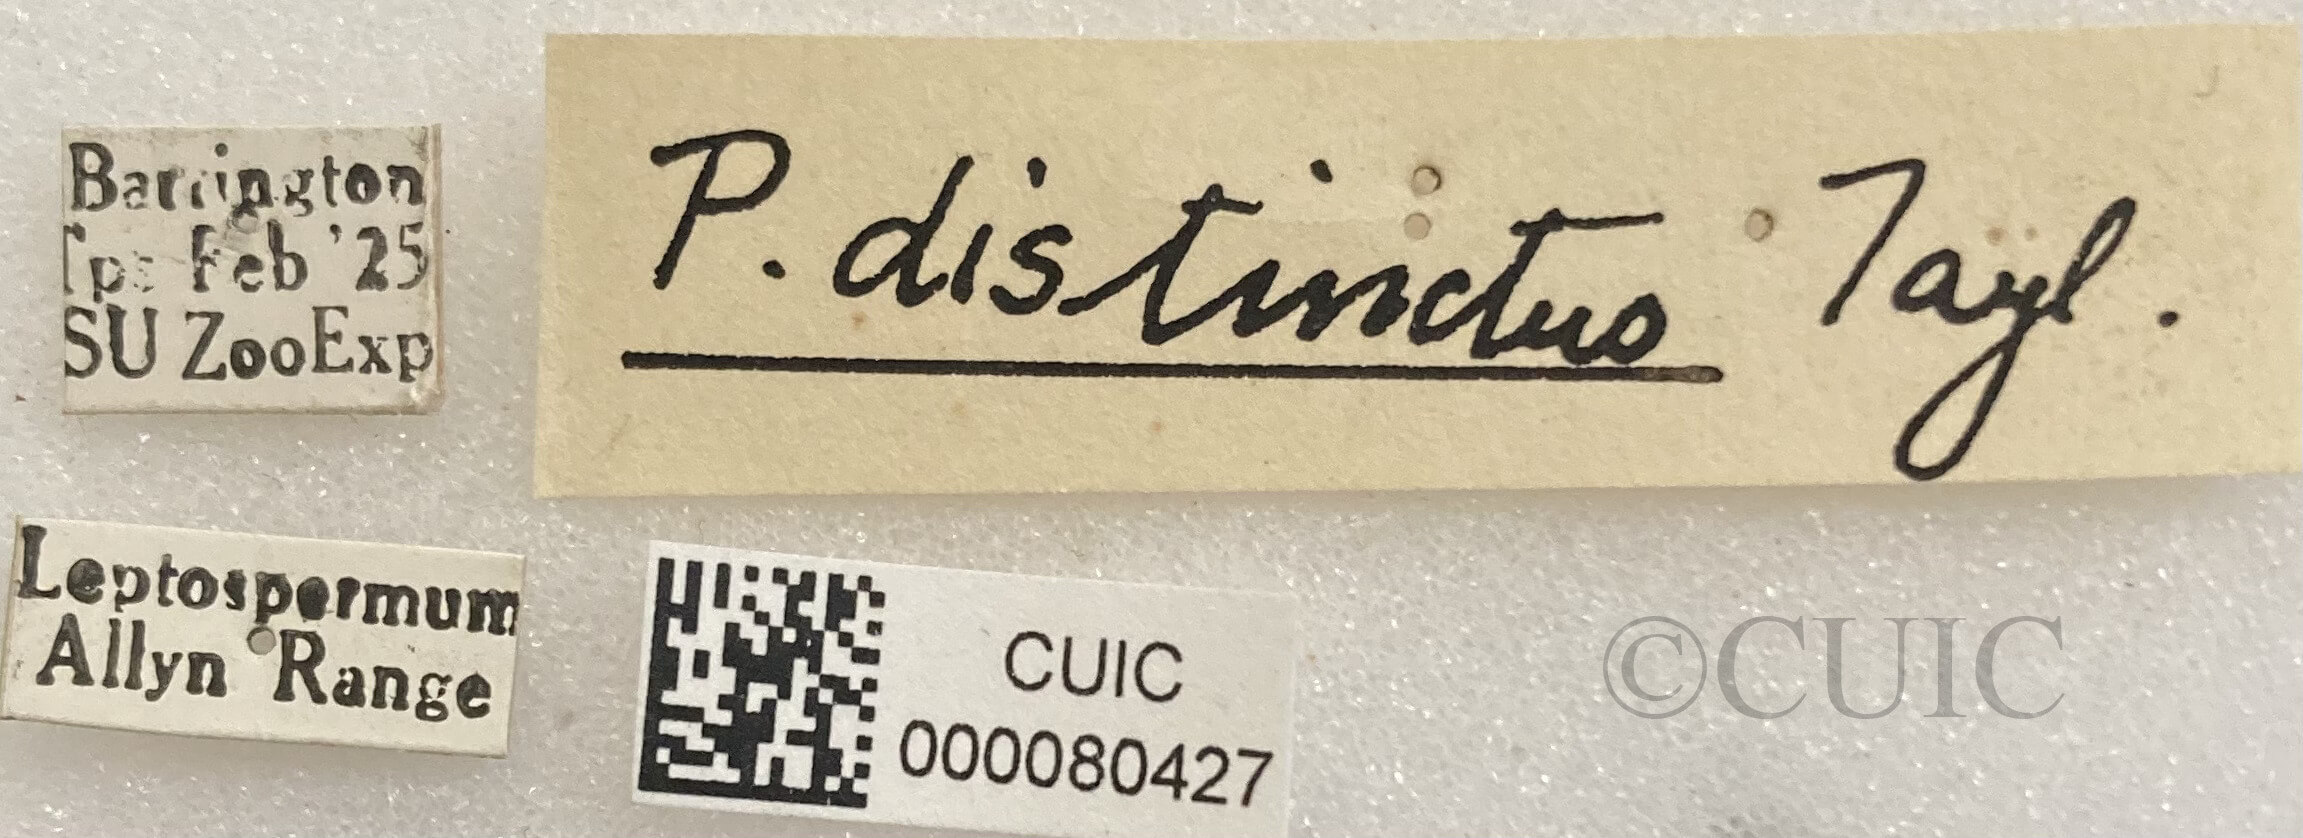 Barrington
Tps Feb '25
SU ZooExp
P. distinctus Tayl.
Leptospermum
Allyn Range
CUIC
000080427
©CUIC